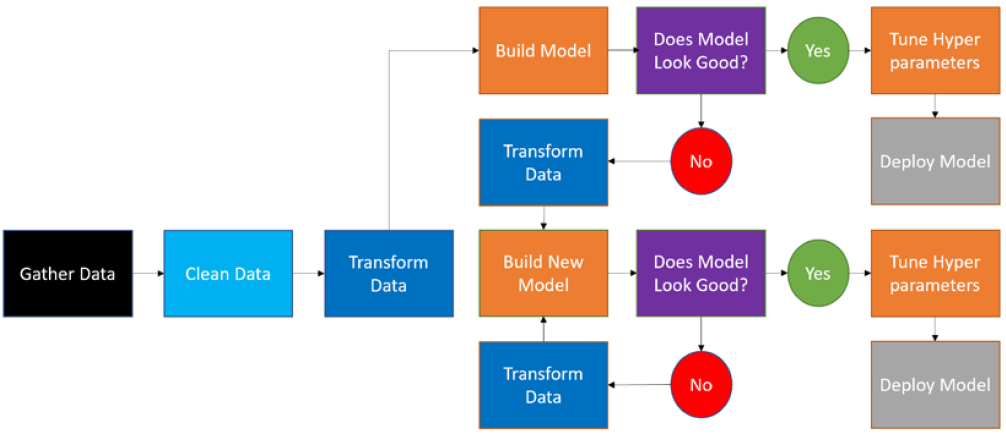 Build Model
Does Model
Look Good?
Yes
Tune Hyper
parameters
Transform
Data
No
Deploy Model
Gather Data
Clean Data
Transform
Data
Build New
Model
Does Model
Look Good?
Yes
Tune Hyper
parameters
Transform
Data
No
Deploy Model